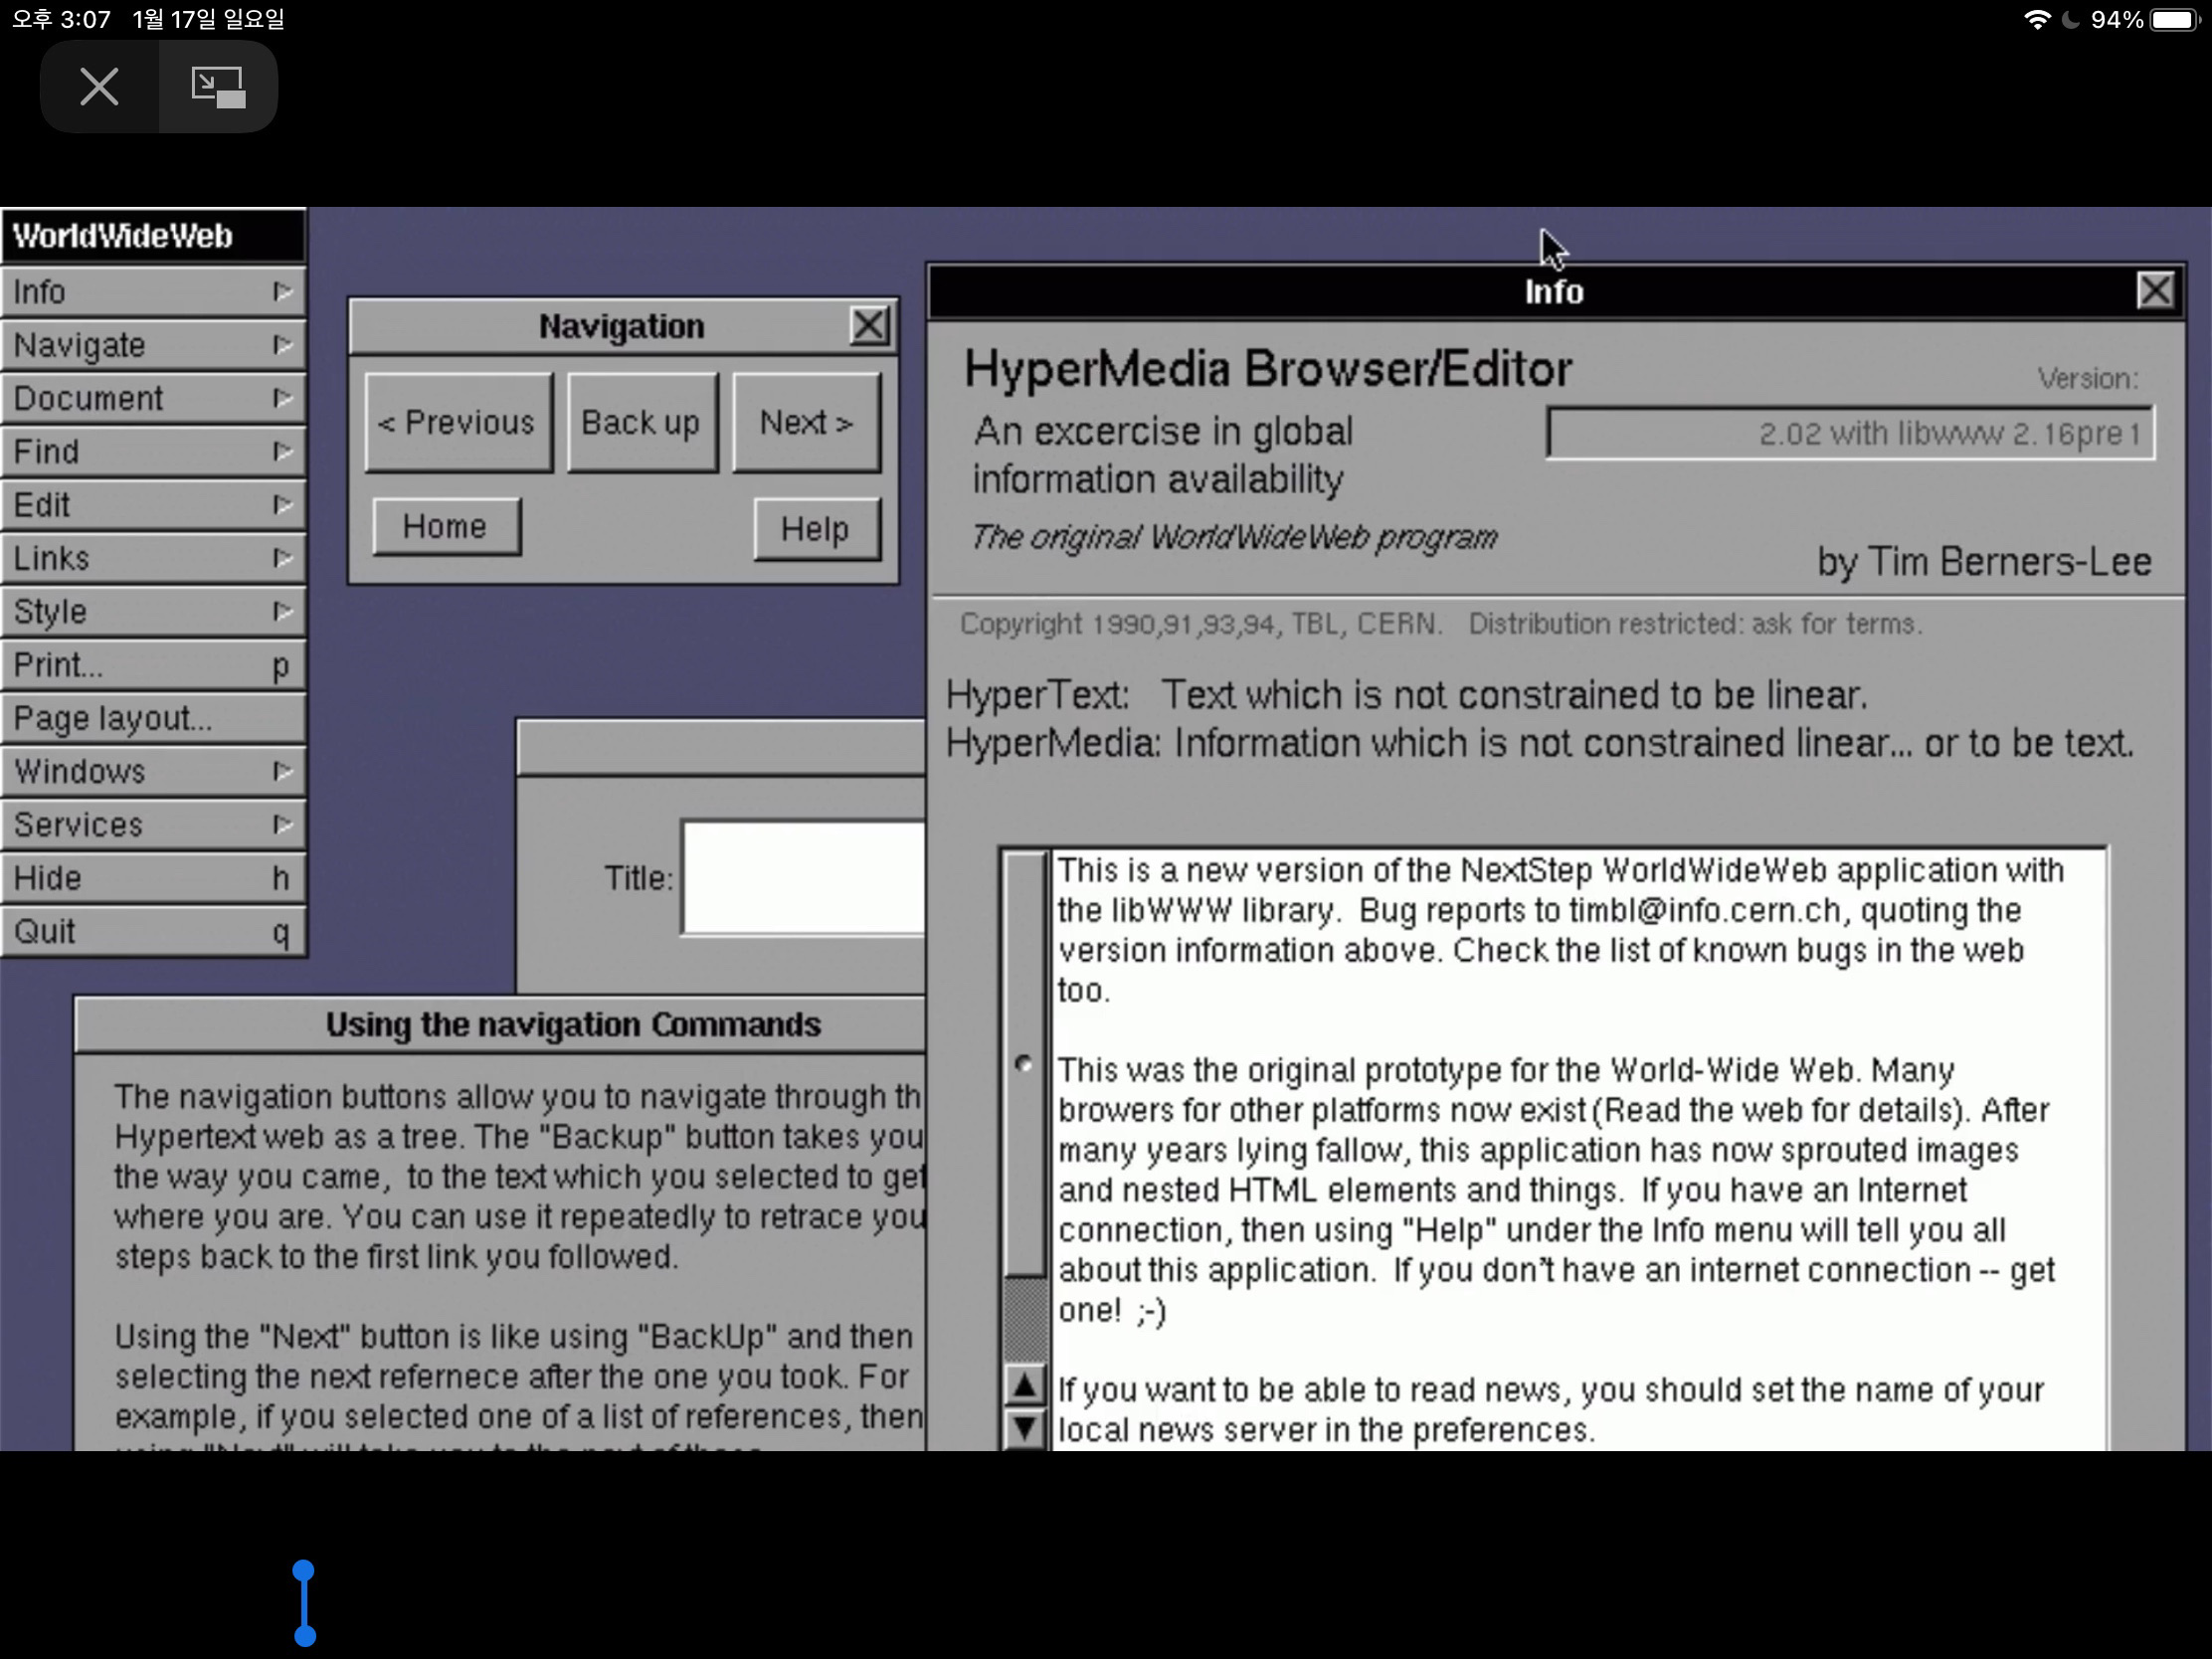 오후 3:07 1월 17일 일요일
94%
WorldWideWeb
Info
Navigate
Document
Find
Edit
Links
Style
Print... p
Page layout...
Windows
Services
Hide h
Quit q
Navigation
< Previous Back up Next >
Home Help
Title:
Using the navigation Commands
The navigation buttons allow you to navigate through th
Hypertext web as a tree. The "Backup" button takes you
the way you came, to the text which you selected to get
where you are. You can use it repeatedly to retrace you
steps back to the first link you followed.
Using the "Next" button is like using "BackUp" and then
selecting the next refernece after the one you took. For
example, if you selected one of a list of references, then
Info
HyperMedia Browser/Editor
Version:
An excercise in global
information availability
2.02 with libwww 2.16pre1
The original WorldWideWeb program
by Tim Berners-Lee
Copyright 1990,91,93,94, TBL, CERN. Distribution restricted: ask for terms.
HyperText: Text which is not constrained to be linear.
HyperMedia: Information which is not constrained linear... or to be text.
This is a new version of the NextStep WorldWideWeb application with
the libWWW library. Bug reports to timbl@info.cern.ch, quoting the
version information above. Check the list of known bugs in the web
too.
This was the original prototype for the World-Wide Web. Many
browers for other platforms now exist (Read the web for details). After
many years lying fallow, this application has now sprouted images
and nested HTML elements and things. If you have an Internet
connection, then using "Help" under the Info menu will tell you all
about this application. If you don't have an internet connection -- get
one! ;-)
If you want to be able to read news, you should set the name of your
local news server in the preferences.